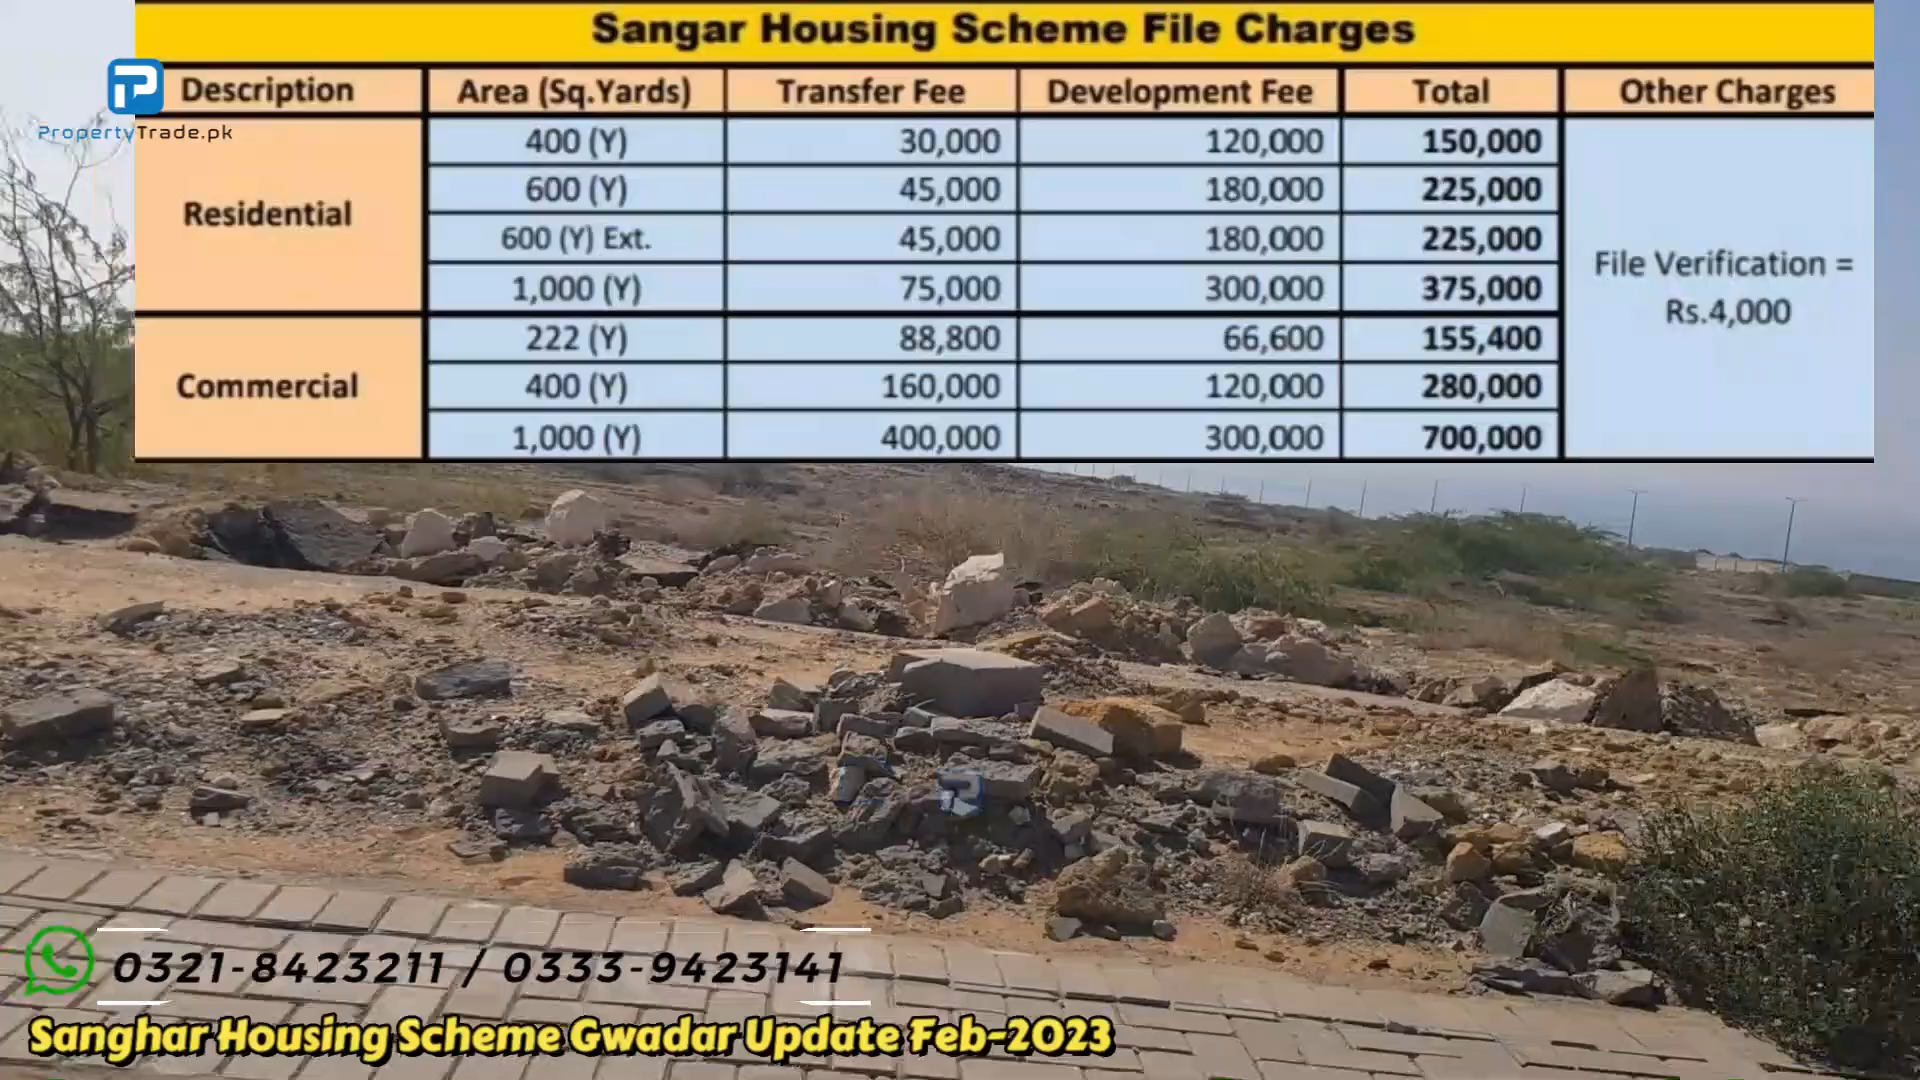 Sangar Housing Scheme File Charges
PropertyTrade.pk
Description Area (Sq.Yards) Transfer Fee Development Fee Total Other Charges
Residential
400 (Y) 30,000 120,000 150,000
600 (Y) 45,000 180,000 225,000
600 (Y) Ext. 45,000 180,000 225,000
1,000 (Y) 75,000 300,000 375,000
Commercial
222 (Y) 88,800 66,600 155,400
400 (Y) 160,000 120,000 280,000
1,000 (Y) 400,000 300,000 700,000
File Verification =
Rs.4,000
0321-8423211 / 0333-9423141
Sanghar Housing Scheme Gwadar Update Feb-2023